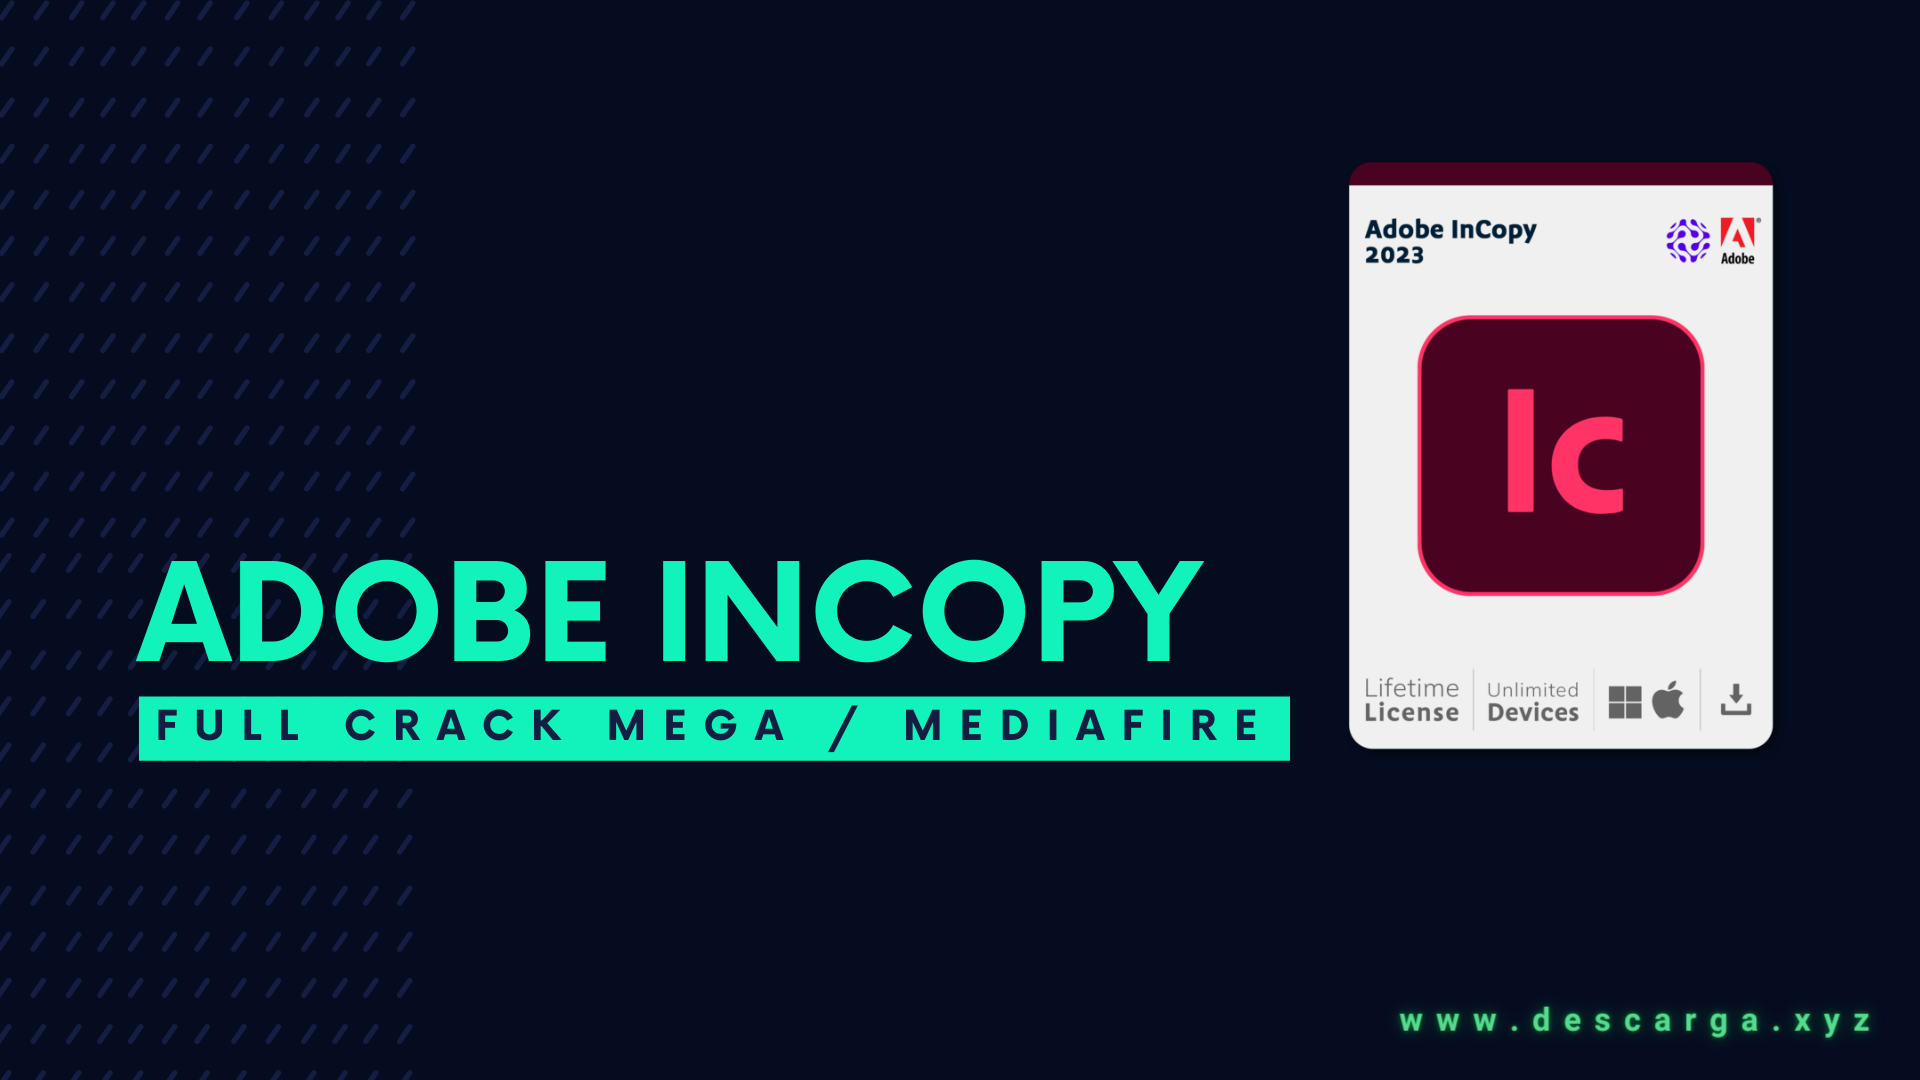 Adobe InCopy
2023
Adobe
Ic
ADOBE INCOPY
FULL CRACK MEGA / MEDIAFIRE
Lifetime
License
Unlimited
Devices
www.descarga.xyz